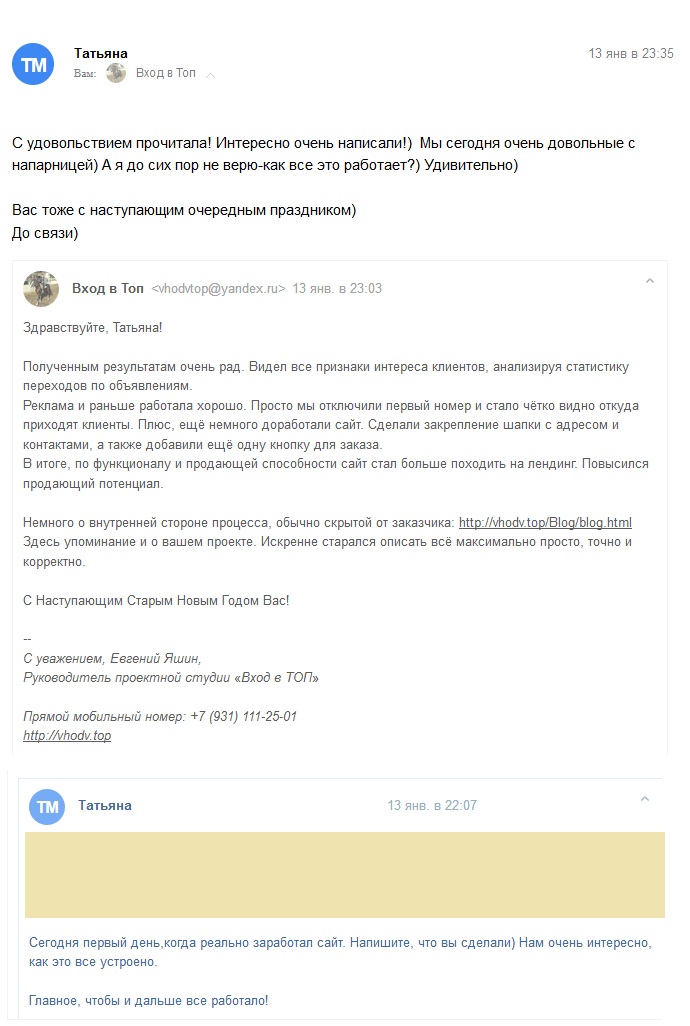 ТМ
Татьяна
13 янв в 23:35
Вам: Вход в Топ
С удовольствием прочитала! Интересно очень написали!) Мы сегодня очень довольные с
напарницей) А я до сих пор не верю-как все это работает?) Удивительно)
Вас тоже с наступающим очередным праздником)
До связи)
Вход в Топ <vhodvtop@yandex.ru> 13 янв. в 23:03
Здравствуйте, Татьяна!
Полученным результатам очень рад. Видел все признаки интереса клиентов, анализируя статистику
переходов по объявлениям.
Реклама и раньше работала хорошо. Просто мы отключили первый номер и стало чётко видно откуда
приходят клиенты. Плюс, ещё немного доработали сайт. Сделали закрепление шапки с адресом и
контактами, а также добавили ещё одну кнопку для заказа.
В итоге, по функционалу и продающей способности сайт стал больше походить на лендинг. Повысился
продающий потенциал.
Немного о внутренней стороне процесса, обычно скрытой от заказчика: http://vhodv.top/Blog/blog.html
Здесь упоминание и о вашем проекте. Искренне старался описать всё максимально просто, точно и
корректно.
С Наступающим Старым Новым Годом Вас!
--
С уважением, Евгений Яшин,
Руководитель проектной студии «Вход в ТОП»
Прямой мобильный номер: +7 (931) 111-25-01
http://vhodv.top
ТМ
Татьяна
13 янв. в 22:07
Сегодня первый день,когда реально заработал сайт. Напишите, что вы сделали) Нам очень интересно,
как это все устроено.
Главное, чтобы и дальше все работало!